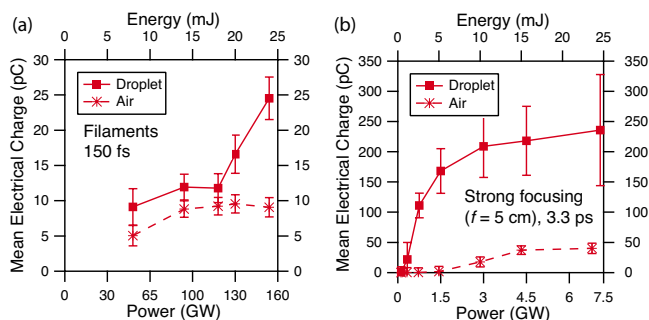 (a)
Energy (mJ)
0 5 10 15 20 25
Mean Electrical Charge (pC)
30 25 20 15 10 5 0
Droplet
Air
Filaments
150 fs
30 25 20 15 10 5 0
0 30 65 95 130 160
Power (GW)
(b)
Energy (mJ)
0 5 10 15 20 25
Mean Electrical Charge (pC)
350 300 250 200 150 100 50 0
Droplet
Air
Strong focusing
(f = 5 cm), 3.3 ps
350 300 250 200 150 100 50 0
0 1.5 3 4.5 6 7.5
Power (GW)